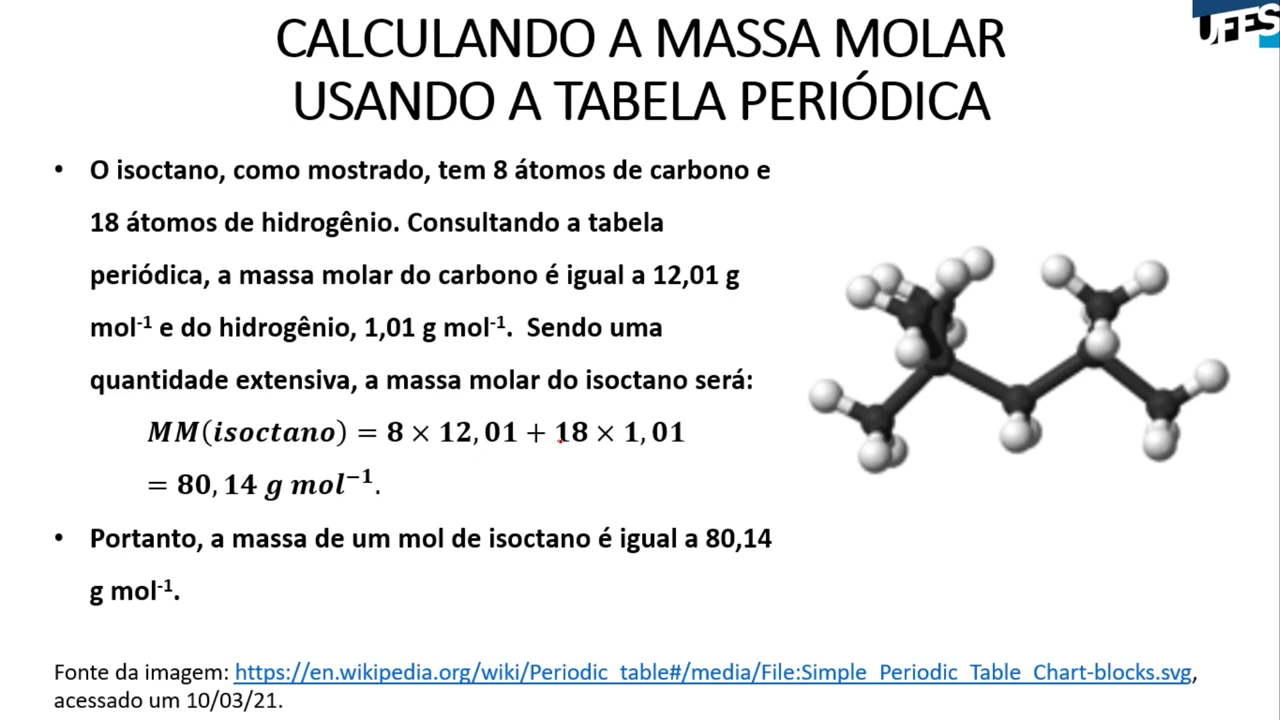 UFES
CALCULANDO A MASSA MOLAR
USANDO A TABELA PERIÓDICA
• O isoctano, como mostrado, tem 8 átomos de carbono e
18 átomos de hidrogênio. Consultando a tabela
periódica, a massa molar do carbono é igual a 12,01 g
mol⁻¹ e do hidrogênio, 1,01 g mol⁻¹. Sendo uma
quantidade extensiva, a massa molar do isoctano será:
MM(isoctano) = 8 × 12,01 + 18 × 1,01
= 80,14 g mol⁻¹.
• Portanto, a massa de um mol de isoctano é igual a 80,14
g mol⁻¹.
Fonte da imagem: https://en.wikipedia.org/wiki/Periodic_table#/media/File:Simple_Periodic_Table_Chart-blocks.svg,
acessado um 10/03/21.